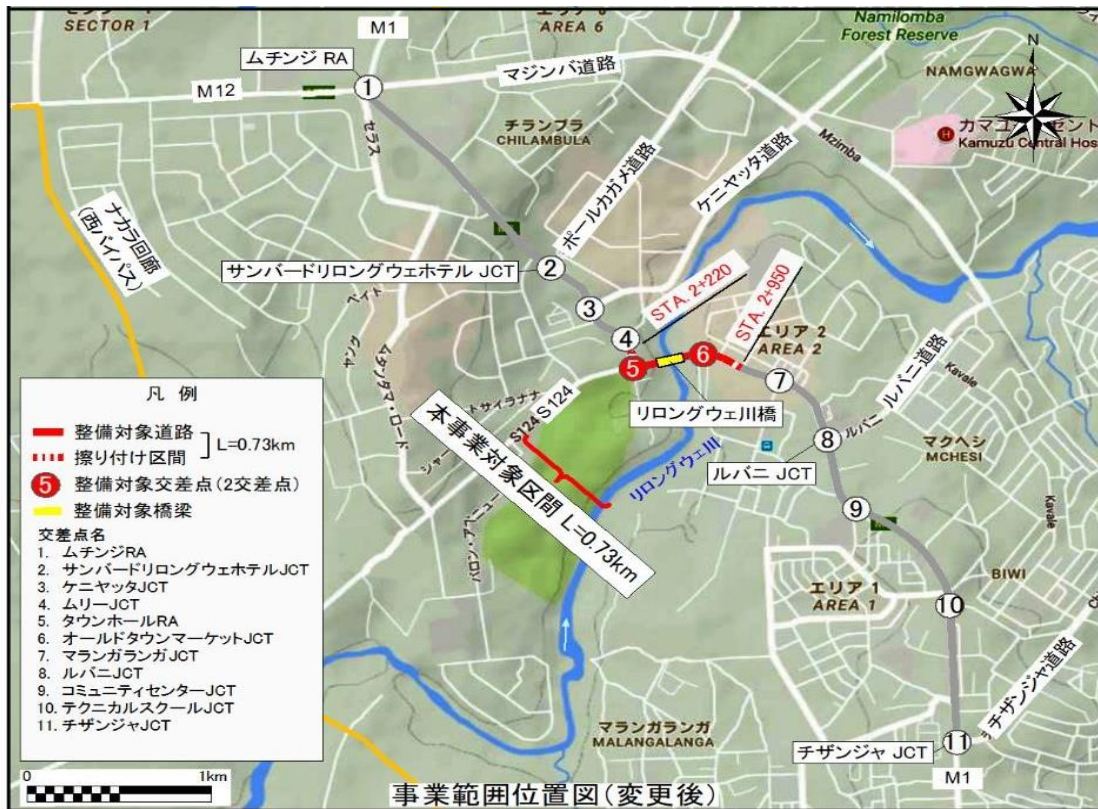 SECTOR 1
M1
AREA 6
Namilomba
Forest Reserve
N
ムチンジ RA
マジンバ道路
NAMGWAGWA
M12
1
セラス
チランブラ
CHILAMBULA
ポールカガメ道路
ケニヤッタ道路
Mzimba
H
Kamuzu Central Hos
ナカラ回廊
(西バイパス)
サンバードリロングウェホテル JCT
2
3
4
STA. 2+220
STA. 2+950
エリア 2
AREA 2
5
6
7
ムダンダマ・ロード
リロングウェ川橋
ルバニ道路
ルバニ
Kawale
8
ルバニ JCT
マクヘシ
MCHESI
S124
S124
リロングウェ川
本事業対象区間 L=0.73km
9
エリア 1
AREA 1
BIWI
10
チザンジャ道路
マランガランガ
MALANGALANGA
チザンジャ JCT
11
M1
凡 例
整備対象道路
擦り付け区間
L=0.73km
5 整備対象交差点(2交差点)
整備対象橋梁
交差点名
1. ムチンジRA
2. サンバードリロングウェホテルJCT
3. ケニヤッタJCT
4. ムリーJCT
5. タウンホールRA
6. オールドタウンマーケットJCT
7. マランガランガJCT
8. ルバニJCT
9. コミュニティセンターJCT
10. テクニカルスクールJCT
11. チザンジャJCT
0 1km
事業範囲位置図(変更後)